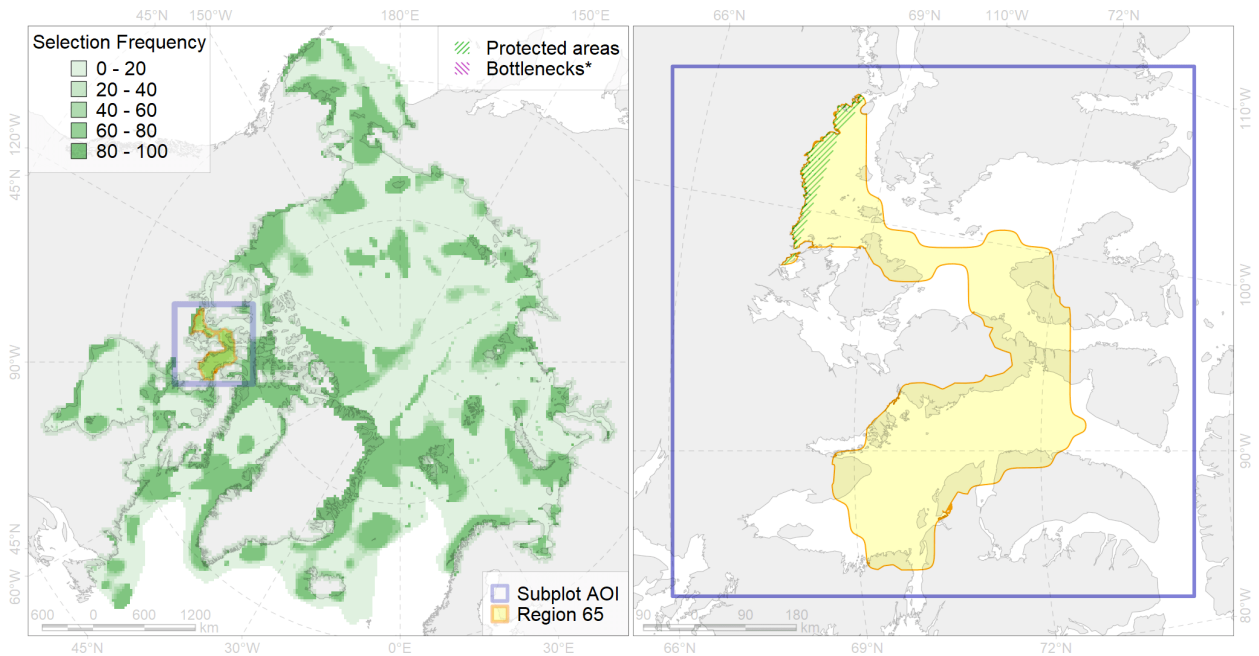 45°N 150°W 180°E 150°E
66°N 69°N 110°W 72°N
Selection Frequency
0 - 20
20 - 40
40 - 60
60 - 80
80 - 100
Protected areas
Bottlenecks*
120°W
45°N
90°W
45°N
60°W
110°W
100°W
90°W
80°W
Subplot AOI
Region 65
600 0 600 1200
km
90 0 90 180
km
45°N 30°W 0°E 30°E
66°N 69°N 72°N